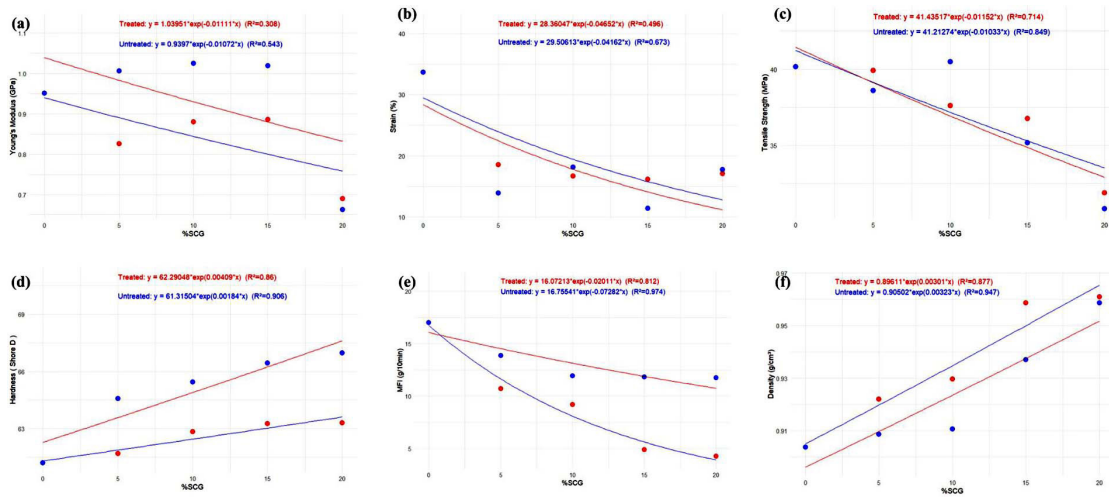 (a)
Treated: y = 1.03951*exp(-0.01111*x) (R²=0.308)
Untreated: y = 0.9397*exp(-0.01072*x) (R²=0.543)
Young's Modulus (GPa)
1.1
1.0
0.9
0.8
0.7
0
5
10
15
20
%SCG
(b)
Treated: y = 28.36047*exp(-0.04652*x) (R²=0.496)
Untreated: y = 29.50613*exp(-0.04162*x) (R²=0.673)
Strain (%)
40
30
20
10
0
5
10
15
20
%SCG
(c)
Treated: y = 41.43517*exp(-0.01152*x) (R²=0.714)
Untreated: y = 41.21274*exp(-0.01033*x) (R²=0.849)
Tensile Strength (MPa)
40
35
0
5
10
15
20
%SCG
(d)
Treated: y = 62.29048*exp(0.00409*x) (R²=0.86)
Untreated: y = 61.31504*exp(0.00184*x) (R²=0.906)
Hardness ( Shore D )
69
66
63
0
5
10
15
20
%SCG
(e)
Treated: y = 16.07213*exp(-0.02011*x) (R²=0.812)
Untreated: y = 16.75541*exp(-0.07282*x) (R²=0.974)
MFI (g/10min)
20
15
10
5
0
5
10
15
20
%SCG
(f)
Treated: y = 0.89611*exp(0.00301*x) (R²=0.877)
Untreated: y = 0.90502*exp(0.00323*x) (R²=0.947)
Density (g/cm³)
0.97
0.95
0.93
0.91
0
5
10
15
20
%SCG